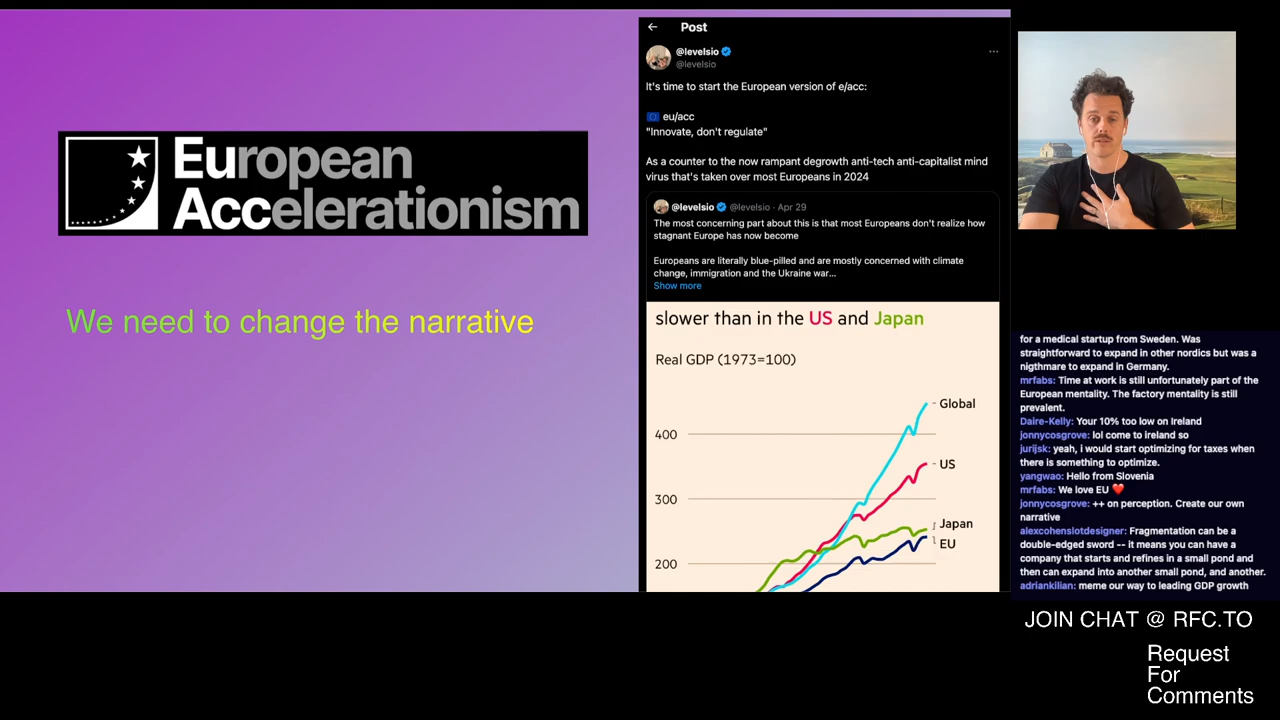 European
Accelerationism
We need to change the narrative
← Post
@levelsio
@levelsio
···
It's time to start the European version of e/acc:
🇪🇺 eu/acc
"Innovate, don't regulate"
As a counter to the now rampant degrowth anti-tech anti-capitalist mind
virus that's taken over most Europeans in 2024
@levelsio @levelsio · Apr 29
The most concerning part about this is that most Europeans don't realize how
stagnant Europe has now become
Europeans are literally blue-pilled and are mostly concerned with climate
change, immigration and the Ukraine war...
Show more
slower than in the US and Japan
Real GDP (1973=100)
Global
400
US
300
Japan
EU
200
for a medical startup from Sweden. Was
straightforward to expand in other nordics but was a
nigthmare to expand in Germany.
mrfabs: Time at work is still unfortunately part of the
European mentality. The factory mentality is still
prevalent.
Daire-Kelly: Your 10% too low on Ireland
jonnycosgrove: lol come to ireland so
jurijsk: yeah, i would start optimizing for taxes when
there is something to optimize.
yangwao: Hello from Slovenia
mrfabs: We love EU ❤️
jonnycosgrove: ++ on perception. Create our own
narrative
alexcohenslotdesigner: Fragmentation can be a
double-edged sword -- it means you can have a
company that starts and refines in a small pond and
then can expand into another small pond, and another.
adriankilian: meme our way to leading GDP growth
JOIN CHAT @ RFC.TO
Request
For
Comments